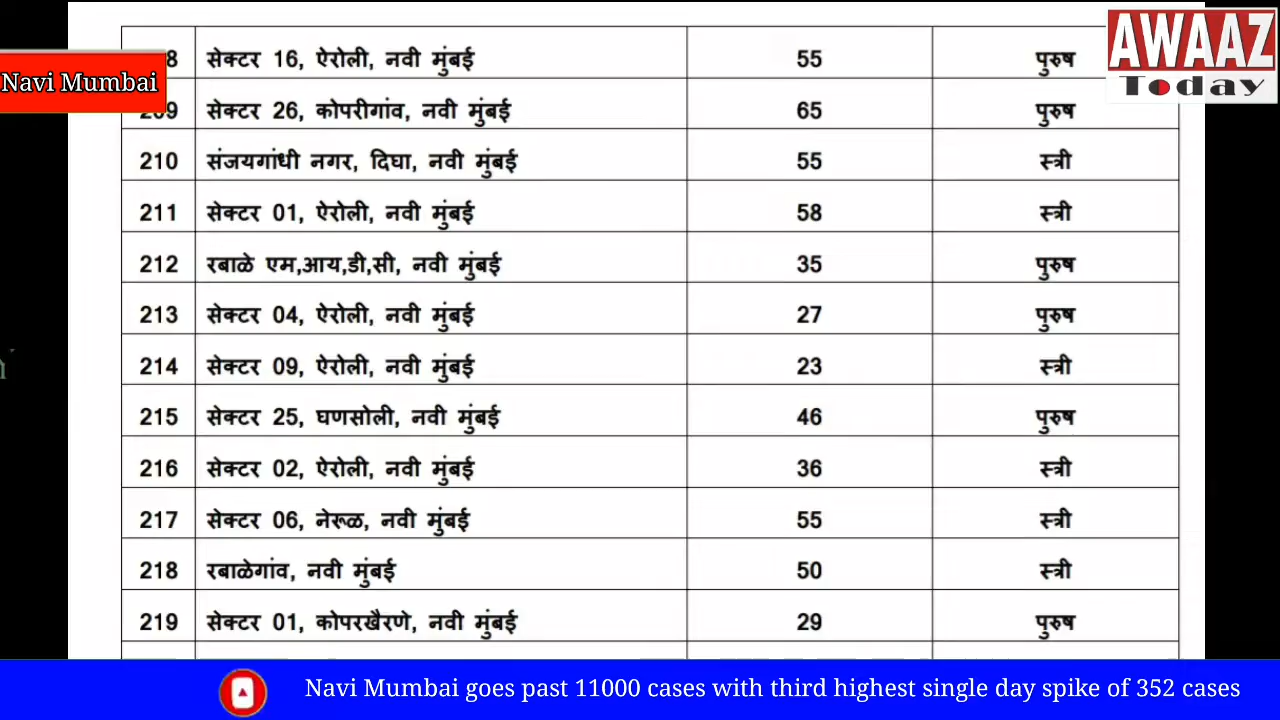 AWAAZ
Today
Navi Mumbai
8 सेक्टर 16, ऐरोली, नवी मुंबई 55 पुरुष
209 सेक्टर 26, कोपरीगांव, नवी मुंबई 65 पुरुष
210 संजयगांधी नगर, दिघा, नवी मुंबई 55 स्त्री
211 सेक्टर 01, ऐरोली, नवी मुंबई 58 स्त्री
212 रबाळे एम,आय,डी,सी, नवी मुंबई 35 पुरुष
213 सेक्टर 04, ऐरोली, नवी मुंबई 27 पुरुष
214 सेक्टर 09, ऐरोली, नवी मुंबई 23 स्त्री
215 सेक्टर 25, घणसोली, नवी मुंबई 46 पुरुष
216 सेक्टर 02, ऐरोली, नवी मुंबई 36 स्त्री
217 सेक्टर 06, नेरूळ, नवी मुंबई 55 स्त्री
218 रबाळेगांव, नवी मुंबई 50 स्त्री
219 सेक्टर 01, कोपरखैरणे, नवी मुंबई 29 पुरुष
Navi Mumbai goes past 11000 cases with third highest single day spike of 352 cases